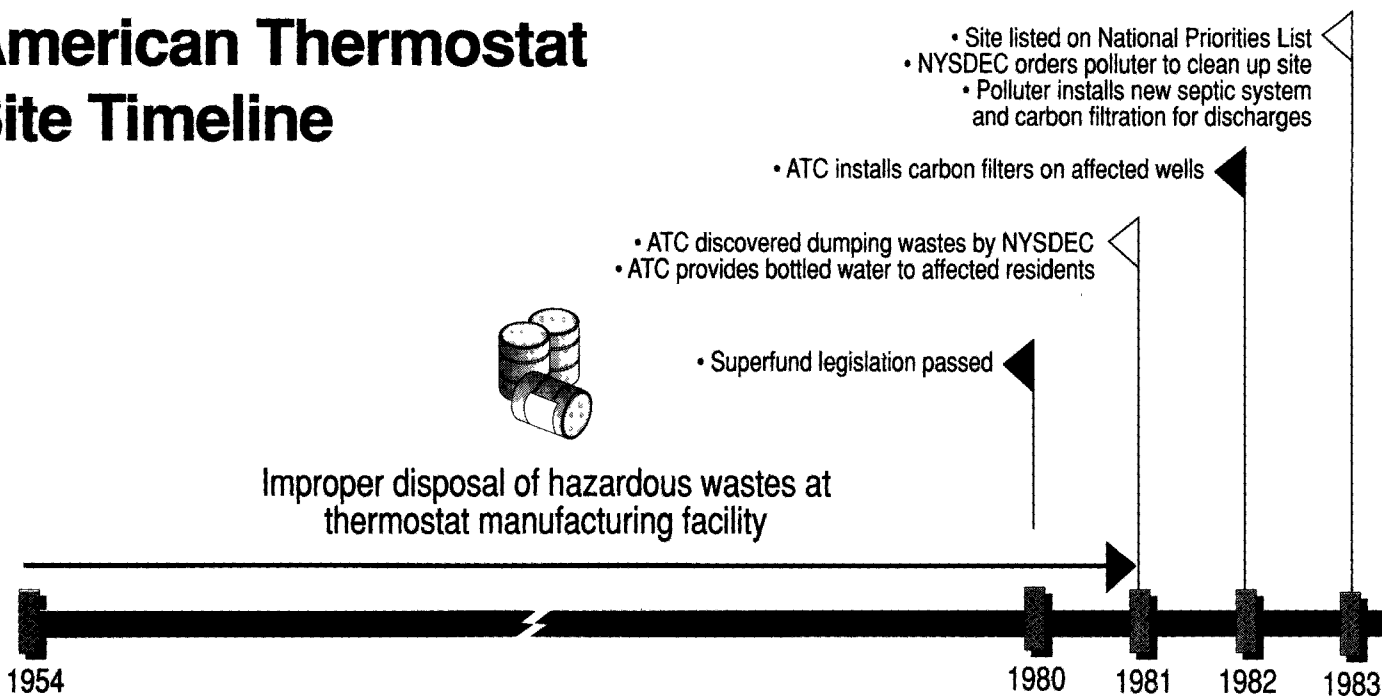 American Thermostat
Site Timeline
• Site listed on National Priorities List
• NYSDEC orders polluter to clean up site
• Polluter installs new septic system
and carbon filtration for discharges
• ATC installs carbon filters on affected wells
• ATC discovered dumping wastes by NYSDEC
• ATC provides bottled water to affected residents
• Superfund legislation passed
Improper disposal of hazardous wastes at
thermostat manufacturing facility
1954
1980
1981
1982
1983